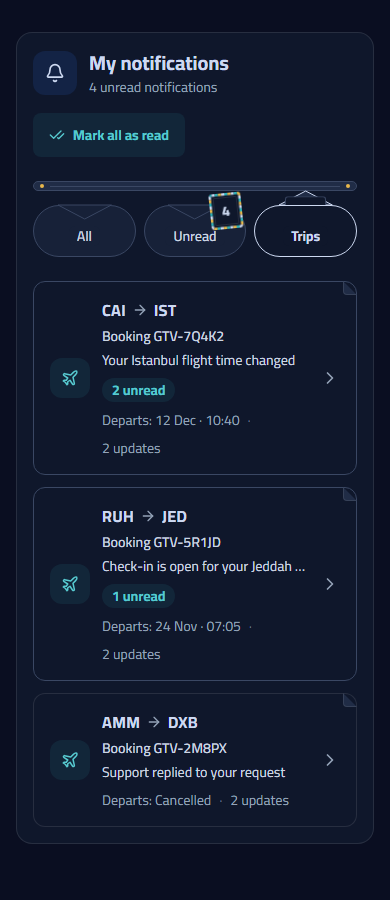 My notifications
4 unread notifications
Mark all as read
All
Unread
4
Trips
CAI → IST
Booking GTV-7Q4K2
Your Istanbul flight time changed
2 unread
Departs: 12 Dec · 10:40 ·
2 updates
RUH → JED
Booking GTV-5R1JD
Check-in is open for your Jeddah ...
1 unread
Departs: 24 Nov · 07:05 ·
2 updates
AMM → DXB
Booking GTV-2M8PX
Support replied to your request
Departs: Cancelled · 2 updates